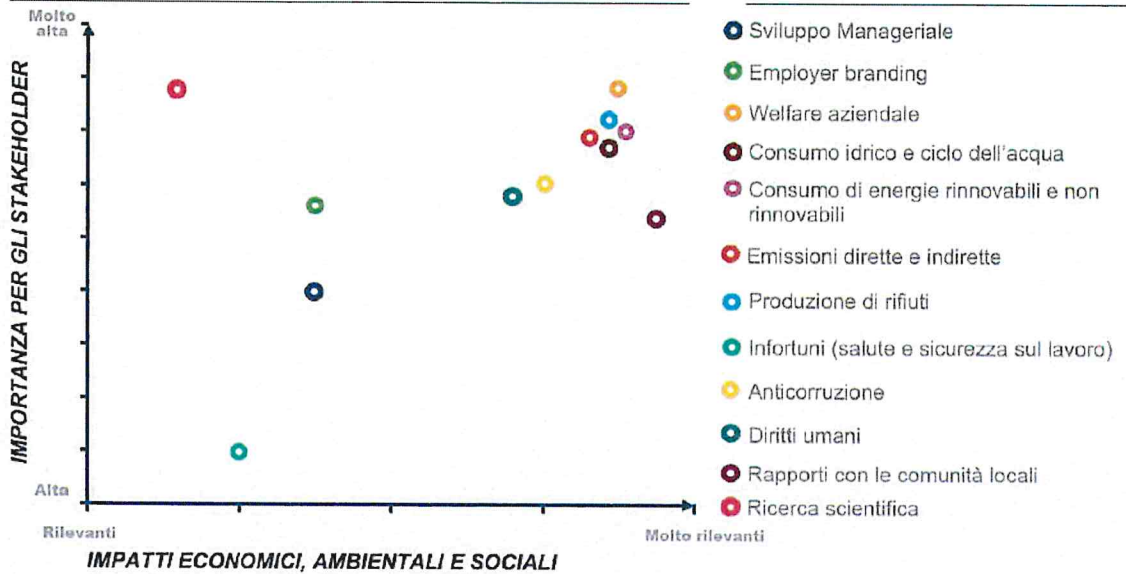 Molto
alta
IMPORTANZA PER GLI STAKEHOLDER
Alta
Rilevanti
Molto rilevanti
IMPATTI ECONOMICI, AMBIENTALI E SOCIALI
Sviluppo Manageriale
Employer branding
Welfare aziendale
Consumo idrico e ciclo dell'acqua
Consumo di energie rinnovabili e non
rinnovabili
Emissioni dirette e indirette
Produzione di rifiuti
Infortuni (salute e sicurezza sul lavoro)
Anticorruzione
Diritti umani
Rapporti con le comunità locali
Ricerca scientifica